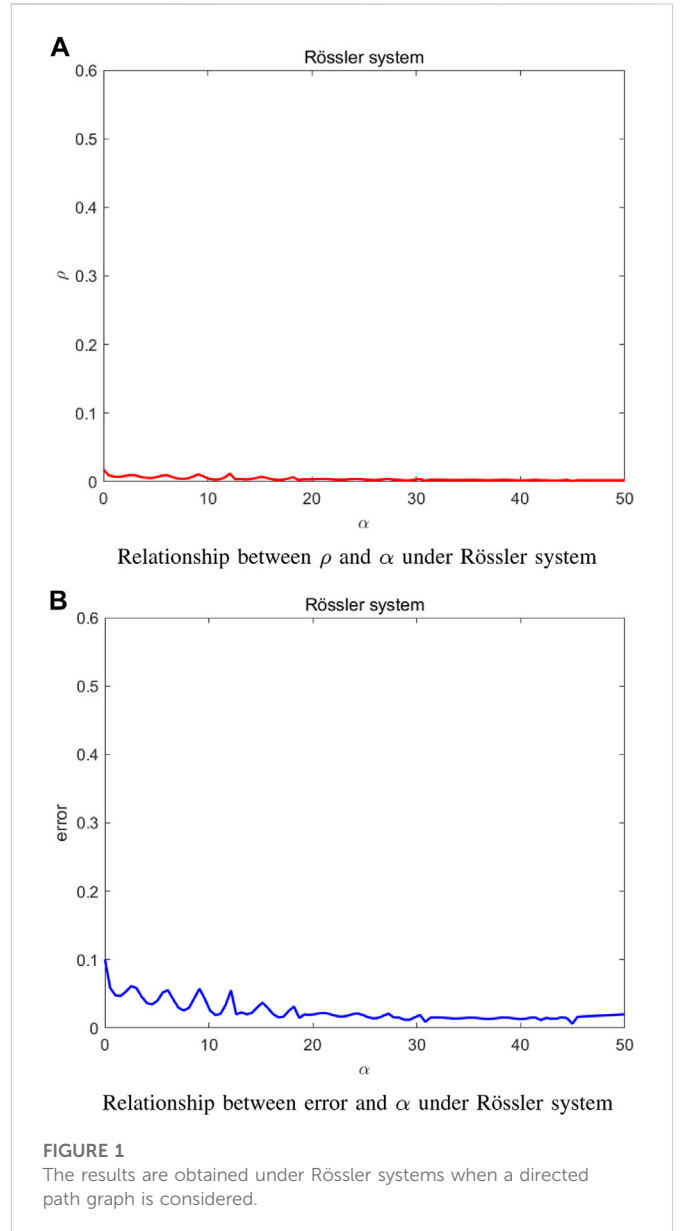 A
Rössler system
0.6
0.5
0.4
0.3
0.2
0.1
0
ρ
0 10 20 30 40 50
α
Relationship between ρ and α under Rössler system
B
Rössler system
0.6
0.5
0.4
0.3
0.2
0.1
0
error
0 10 20 30 40 50
α
Relationship between error and α under Rössler system
FIGURE 1
The results are obtained under Rössler systems when a directed
path graph is considered.